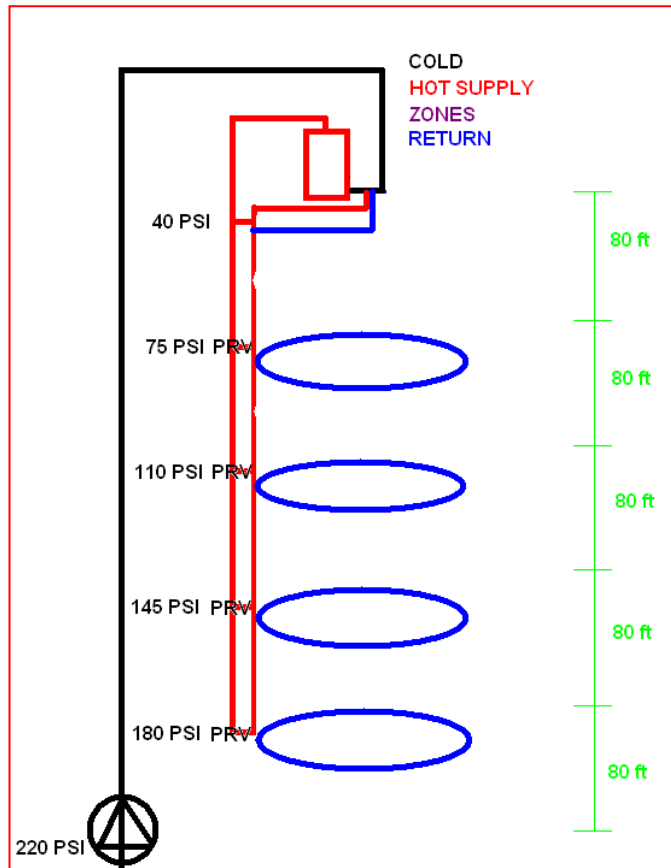 COLD
HOT SUPPLY
ZONES
RETURN
40 PSI
80 ft
75 PSI PRV
80 ft
110 PSI PRV
80 ft
145 PSI PRV
80 ft
180 PSI PRV
80 ft
220 PSI